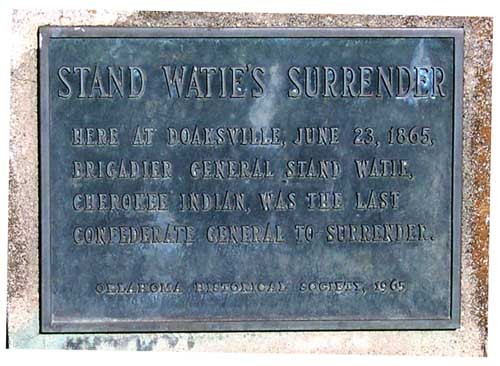 STAND WATIE'S SURRENDER
HERE AT DOAKSVILLE, JUNE 23, 1865,
BRIGADIER GENERAL STAND WATIE,
CHEROKEE INDIAN, WAS THE LAST
CONFEDERATE GENERAL TO SURRENDER.
OKLAHOMA HISTORICAL SOCIETY, 1965